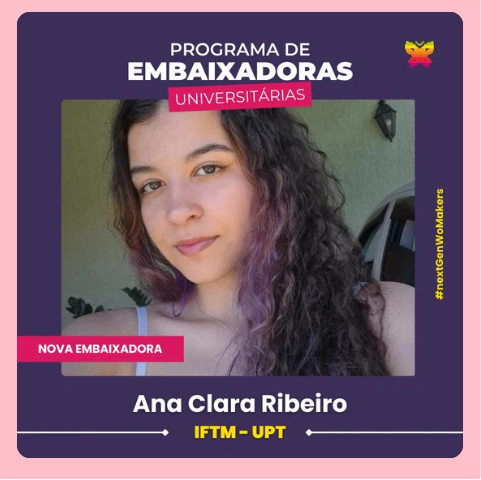 PROGRAMA DE
EMBAIXADORAS
UNIVERSITÁRIAS
#nextGenWoMakers
NOVA EMBAIXADORA
Ana Clara Ribeiro
IFTM - UPT